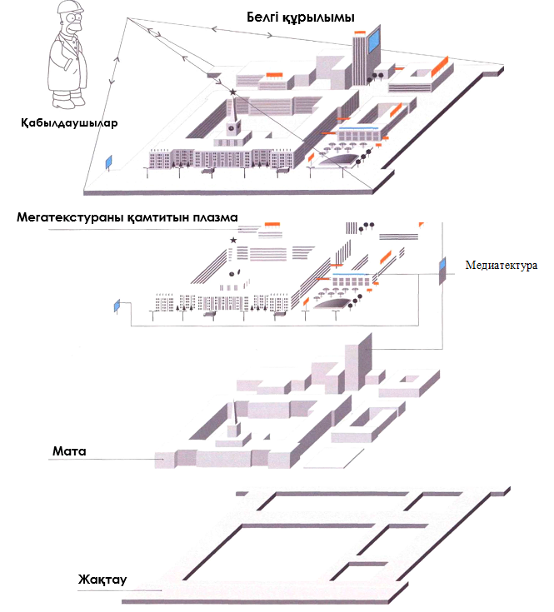 Белгі құрылымы
Қабылдаушылар
Мегатекстураны қамтитын плазма
Медиатектура
Мата
Жақтау